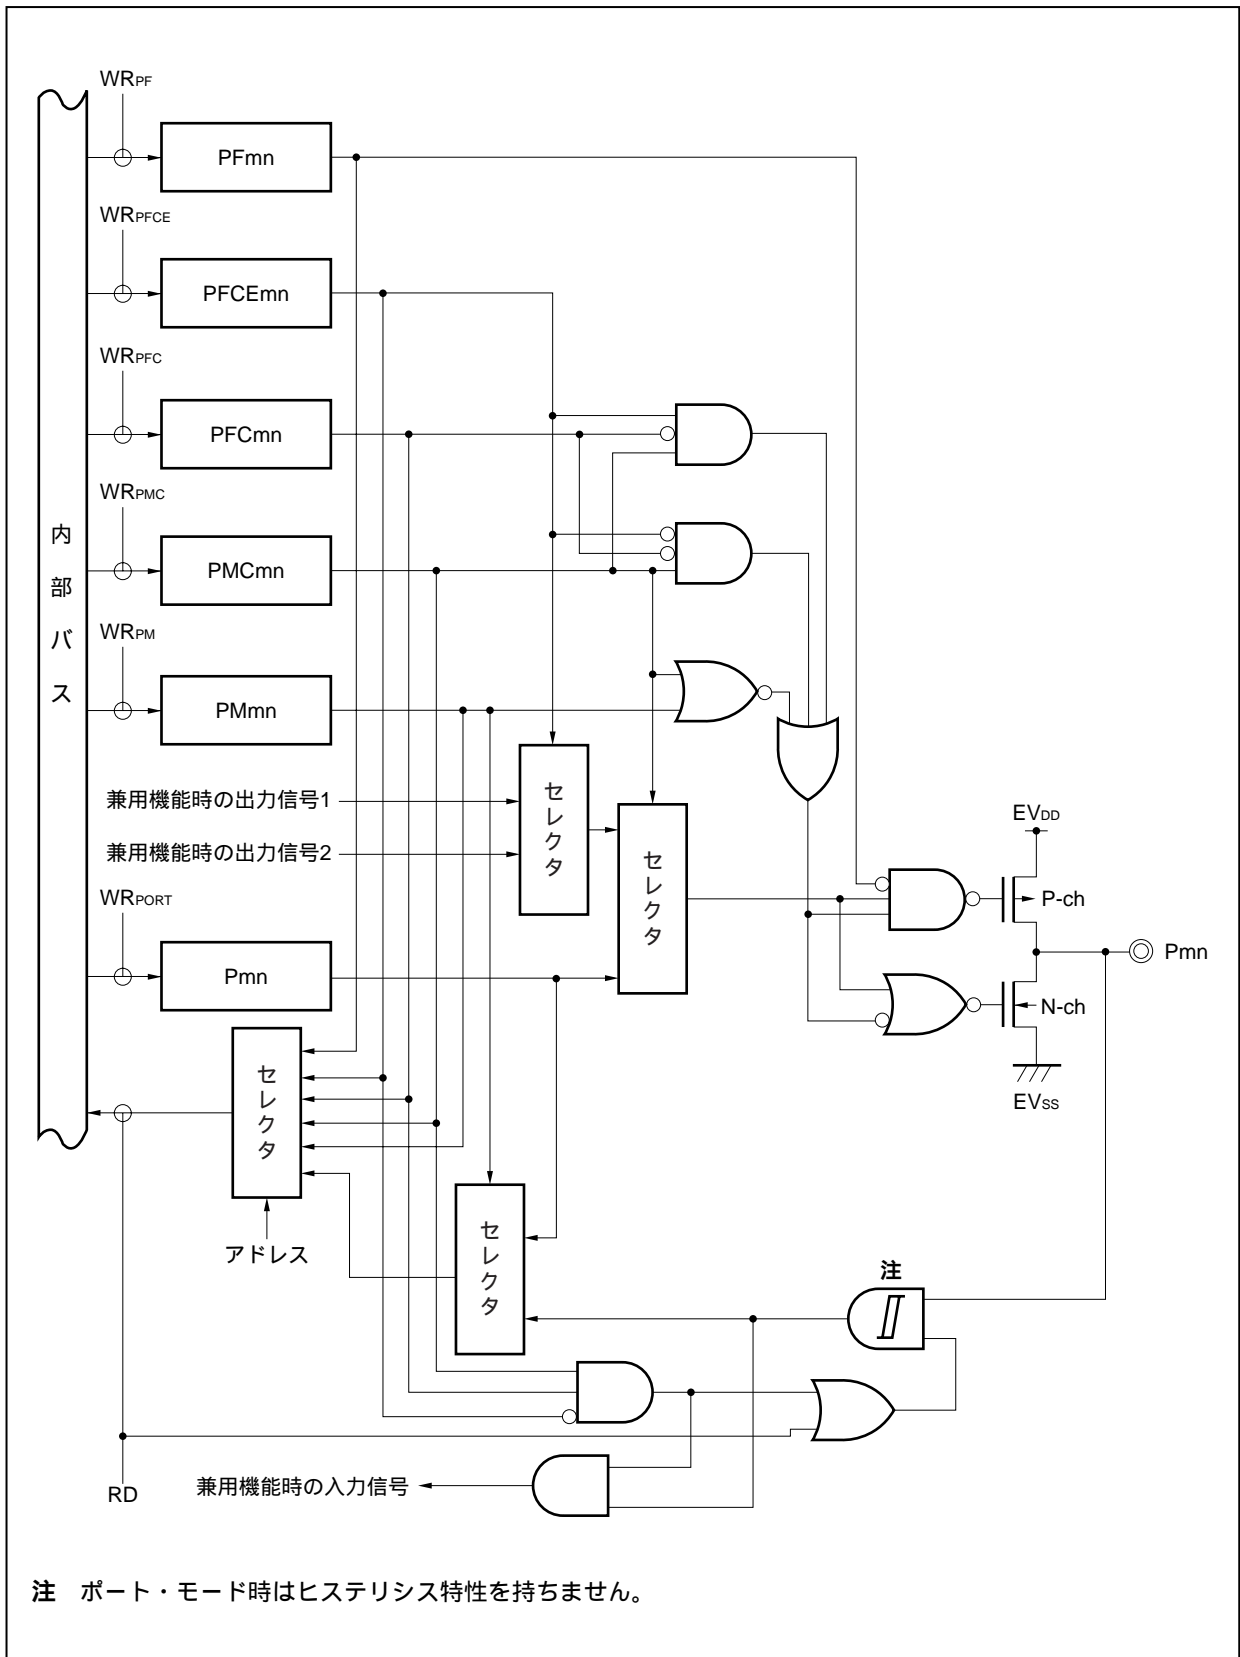 WRPF
PFmn
WRPFCE
PFCEmn
WRPFC
PFCmn
WRPMC
内部バス
PMCmn
WRPM
PMmn
兼用機能時の出力信号1
セレクタ
兼用機能時の出力信号2
セレクタ
EVDD
WRPORT
P-ch
Pmn
Pmn
N-ch
セレクタ
EVSS
セレクタ
アドレス
注
RD
兼用機能時の入力信号
注 ポート・モード時はヒステリシス特性を持ちません。